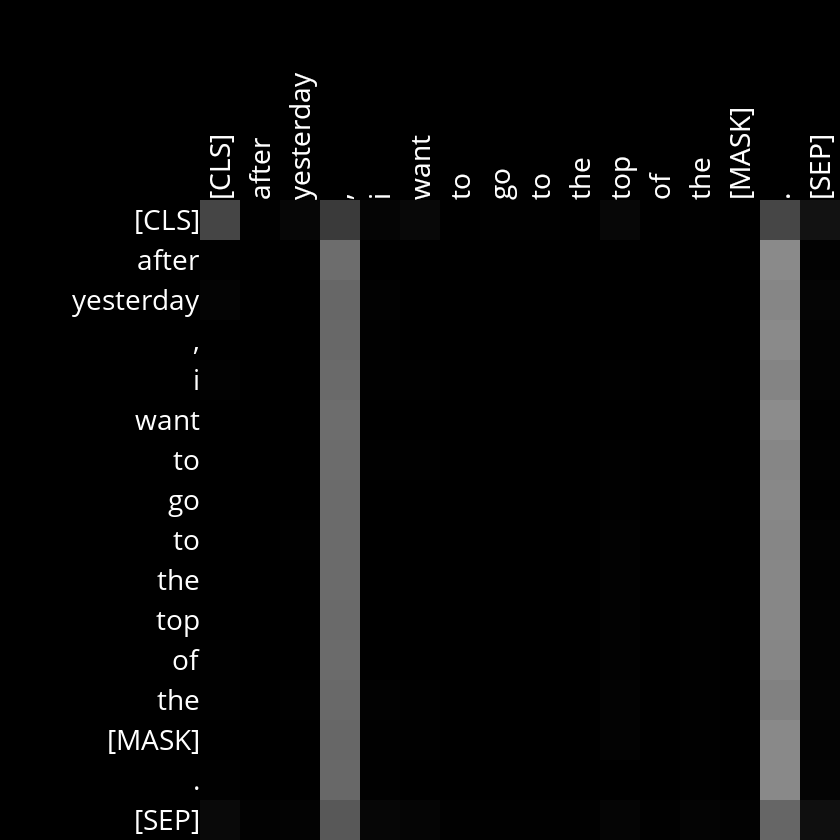 [CLS] after yesterday , i want to go to the top of the [MASK] . [SEP]
[CLS]
after
yesterday
,
i
want
to
go
to
the
top
of
the
[MASK]
.
[SEP]